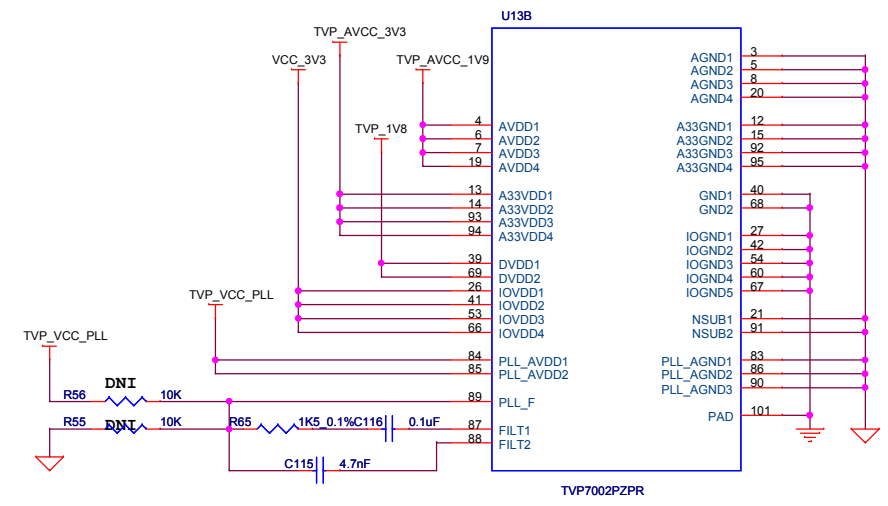 U13B
TVP_AVCC_3V3
VCC_3V3
TVP_AVCC_1V9
TVP_1V8
TVP_VCC_PLL
TVP_VCC_PLL
4 AVDD1
6 AVDD2
7 AVDD3
19 AVDD4
13 A33VDD1
14 A33VDD2
93 A33VDD3
94 A33VDD4
39 DVDD1
69 DVDD2
26 IOVDD1
41 IOVDD2
53 IOVDD3
66 IOVDD4
84 PLL_AVDD1
85 PLL_AVDD2
89 PLL_F
87 FILT1
88 FILT2
AGND1 3
AGND2 5
AGND3 8
AGND4 20
A33GND1 12
A33GND2 15
A33GND3 92
A33GND4 95
GND1 40
GND2 68
IOGND1 27
IOGND2 42
IOGND3 54
IOGND4 60
IOGND5 67
NSUB1 21
NSUB2 91
PLL_AGND1 83
PLL_AGND2 86
PLL_AGND3 90
PAD 101
DNI
R56 10K
R55 DNI 10K
R65 1K5_0.1% C116 0.1uF
C115 4.7nF
TVP7002PZPR